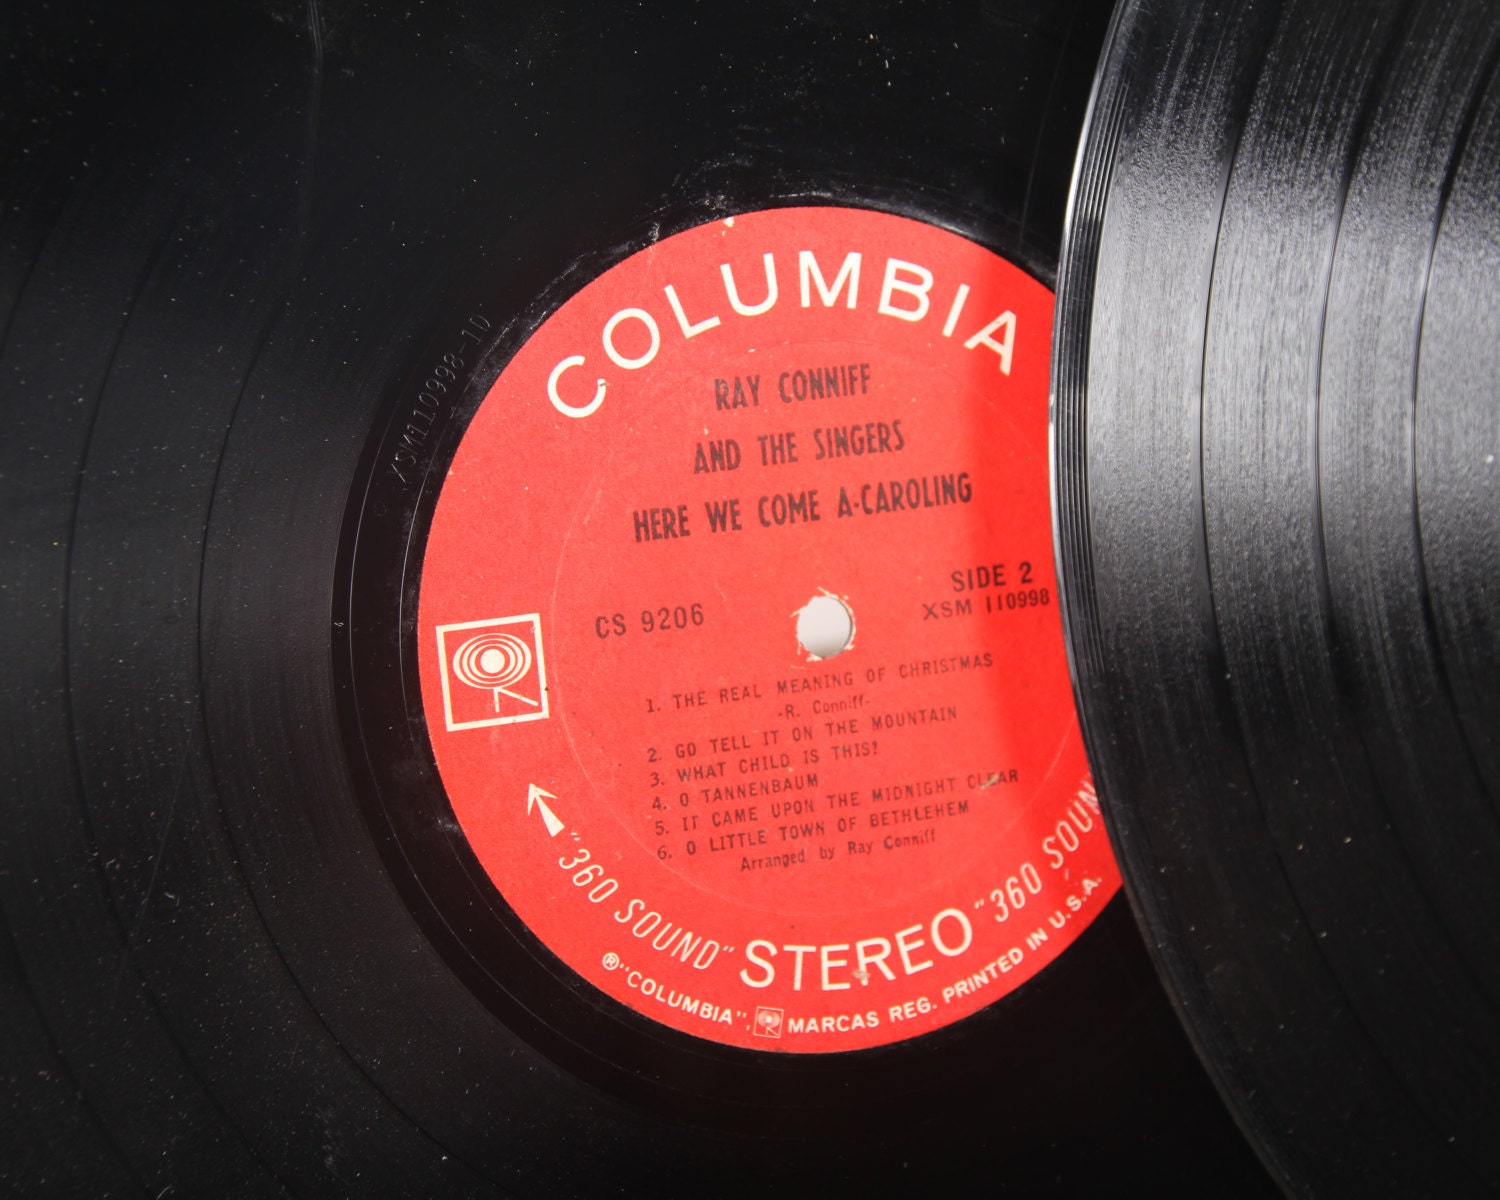 COLUMBIA
RAY CONNIFF
AND THE SINGERS
HERE WE COME A-CAROLING
SIDE 2
CS 9206
XSM 110998
1. THE REAL MEANING OF CHRISTMAS
-R. Conniff-
2. GO TELL IT ON THE MOUNTAIN
3. WHAT CHILD IS THIS?
4. O TANNENBAUM
5. IT CAME UPON THE MIDNIGHT CLEAR
6. O LITTLE TOWN OF BETHLEHEM
Arranged by Ray Conniff
"360 SOUND" STEREO "360 SOUN
®"COLUMBIA", MARCAS REG. PRINTED IN U.S.A.
XSM110998-1D